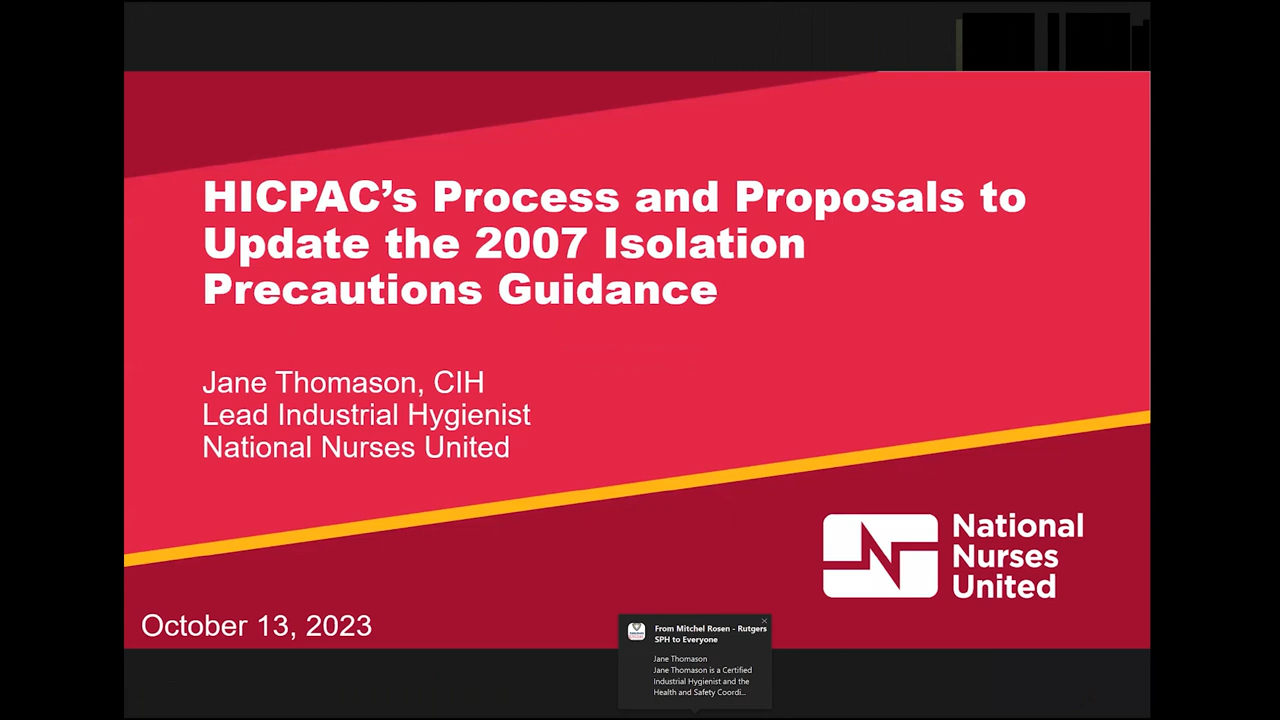 HICPAC’s Process and Proposals to
Update the 2007 Isolation
Precautions Guidance
Jane Thomason, CIH
Lead Industrial Hygienist
National Nurses United
National
Nurses
United
October 13, 2023
From Mitchel Rosen - Rutgers
SPH to Everyone
Jane Thomason
Jane Thomason is a Certified
Industrial Hygienist and the
Health and Safety Coordi...